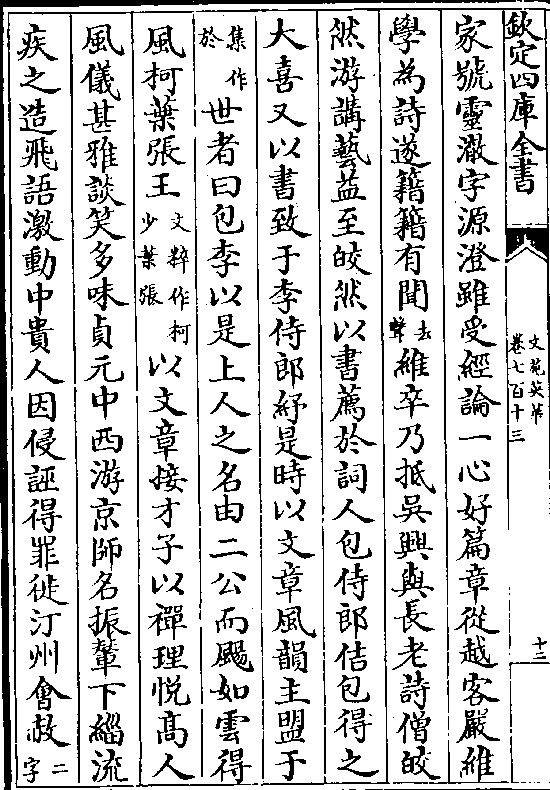 欽定四庫全書
文苑英華
卷七百十三
十二
家號靈澈字源澄雖受經論一心好篇章從越客嚴維
學為詩遂籍籍有聞去聲維卒乃抵吳興與長老詩僧皎
然游講藝益至皎然以書薦於詞人包侍郎佶包得之
大喜又以書致于李侍郎紓是時以文章風韻主盟于
集作於世者曰包李以是上人之名由二公而颺如雲得
風柯葉張王文粹作柯少葉張以文章接才子以禪理悦高人
風儀甚雅談笑多味貞元中西游京師名振輦下緇流
疾之造飛語激動中貴人因侵誣得罪徙汀州會赦二字